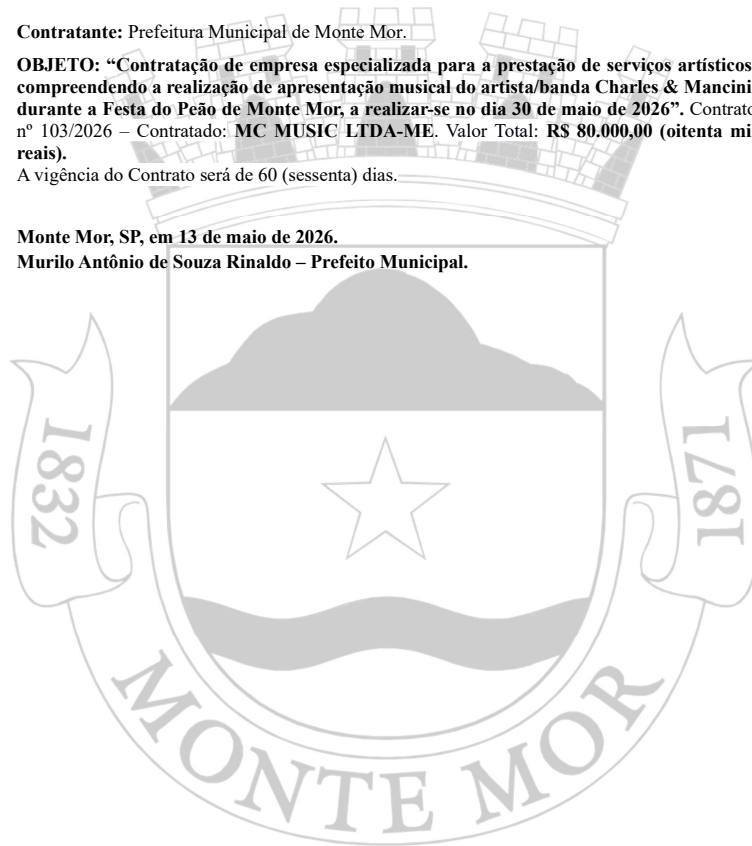 Contratante: Prefeitura Municipal de Monte Mor.
OBJETO: “Contratação de empresa especializada para a prestação de serviços artísticos
compreendendo a realização de apresentação musical do artista/banda Charles & Mancini
durante a Festa do Peão de Monte Mor, a realizar-se no dia 30 de maio de 2026”. Contrato
nº 103/2026 – Contratado: MC MUSIC LTDA-ME. Valor Total: R$ 80.000,00 (oitenta mi
reais).
A vigência do Contrato será de 60 (sessenta) dias.
Monte Mor, SP, em 13 de maio de 2026.
Murilo Antônio de Souza Rinaldo – Prefeito Municipal.
1832
1871
MONTE MOR